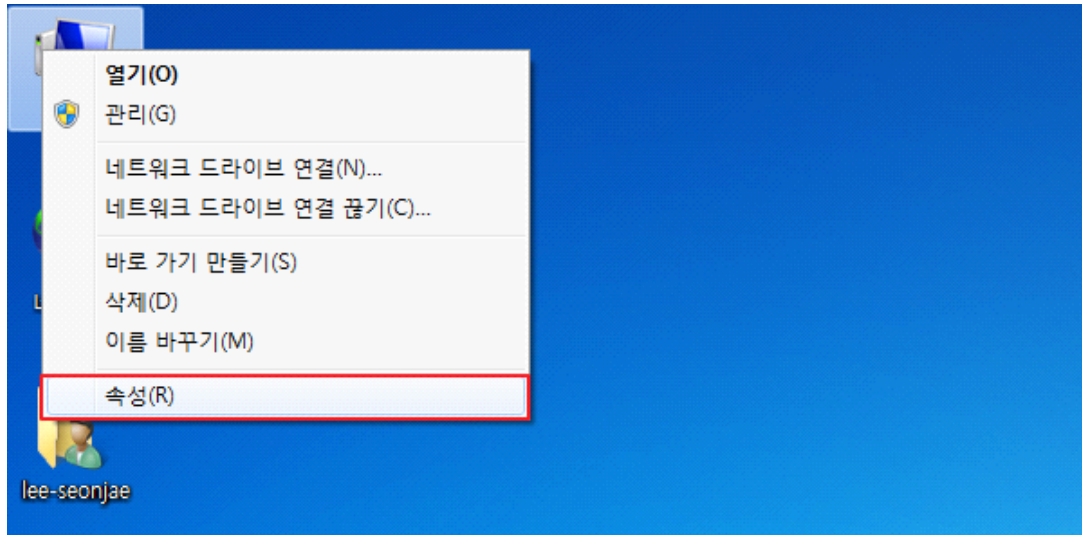 열기(O)
관리(G)
네트워크 드라이브 연결(N)...
네트워크 드라이브 연결 끊기(C)...
바로 가기 만들기(S)
삭제(D)
이름 바꾸기(M)
속성(R)
lee-seonjae